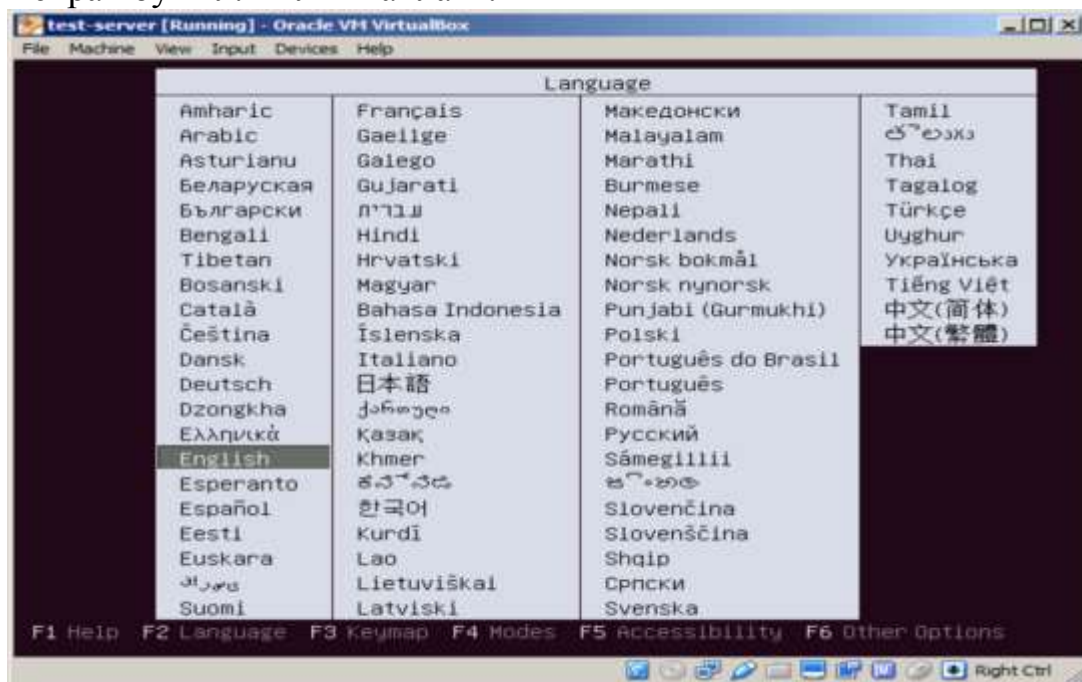 test-server [Running] - Oracle VM VirtualBox
File Machine View Input Devices Help
Language
Amharic
Arabic
Asturianu
Беларуская
Български
Bengali
Tibetan
Bosanski
Català
Čeština
Dansk
Deutsch
Dzongkha
Ελληνικά
English
Esperanto
Español
Eesti
Euskara
Suomi
Français
Gaeilge
Galego
Gujarati
עברית
Hindi
Hrvatski
Magyar
Bahasa Indonesia
Íslenska
Italiano
日本語
ქართული
Қазақ
Khmer
한국어
Kurdî
Lao
Lietuviškai
Latviski
Македонски
Malayalam
Marathi
Burmese
Nepali
Nederlands
Norsk bokmål
Norsk nynorsk
Punjabi (Gurmukhi)
Polski
Português do Brasil
Português
Română
Русский
Sámegillii
Slovenčina
Slovenščina
Shqip
Српски
Svenska
Tamil
Thai
Tagalog
Türkçe
Uyghur
Українська
Tiếng Việt
中文(简体)
中文(繁體)
F1 Help F2 Language F3 Keymap F4 Modes F5 Accessibility F6 Other Options
Right Ctrl